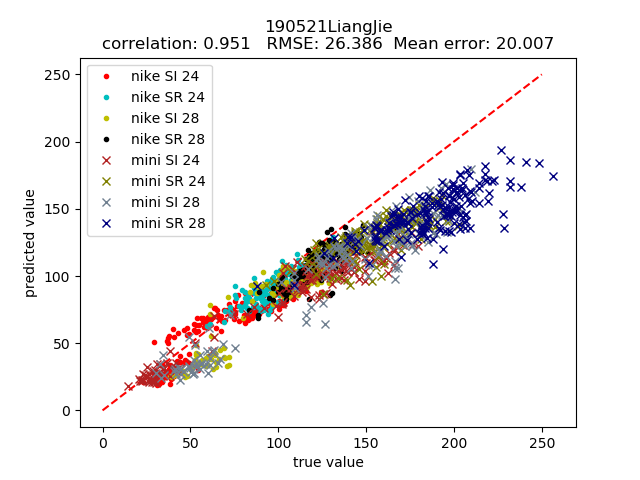 190521LiangJie
correlation: 0.951   RMSE: 26.386  Mean error: 20.007
250
200
150
100
50
0
predicted value
nike SI 24
nike SR 24
nike SI 28
nike SR 28
mini SI 24
mini SR 24
mini SI 28
mini SR 28
0 50 100 150 200 250
true value